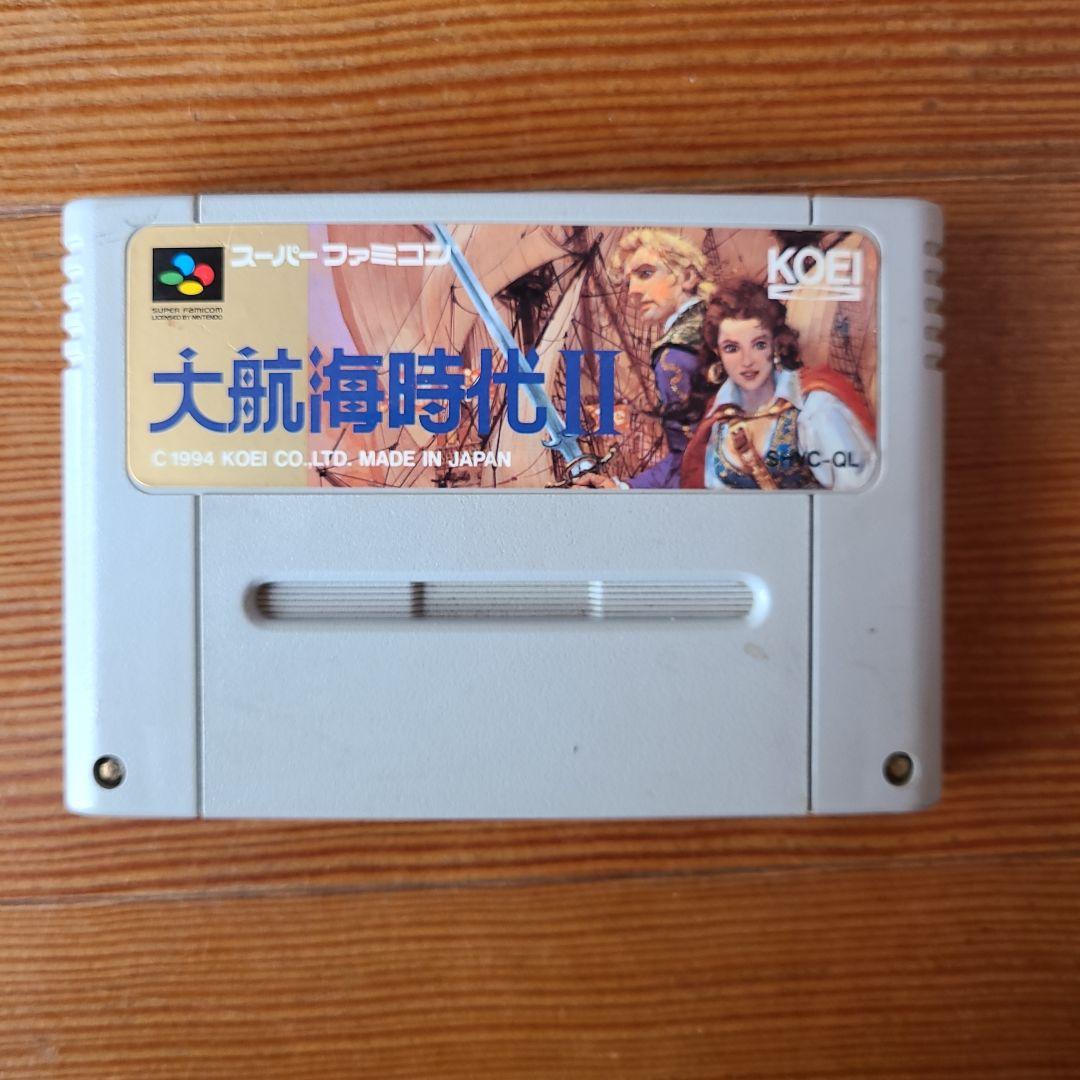 スーパーファミコン
KOEI
SUPER FAMICOM
LICENSED BY NINTENDO
大航海時代II
C 1994 KOEI CO.,LTD. MADE IN JAPAN
SHVC-QL